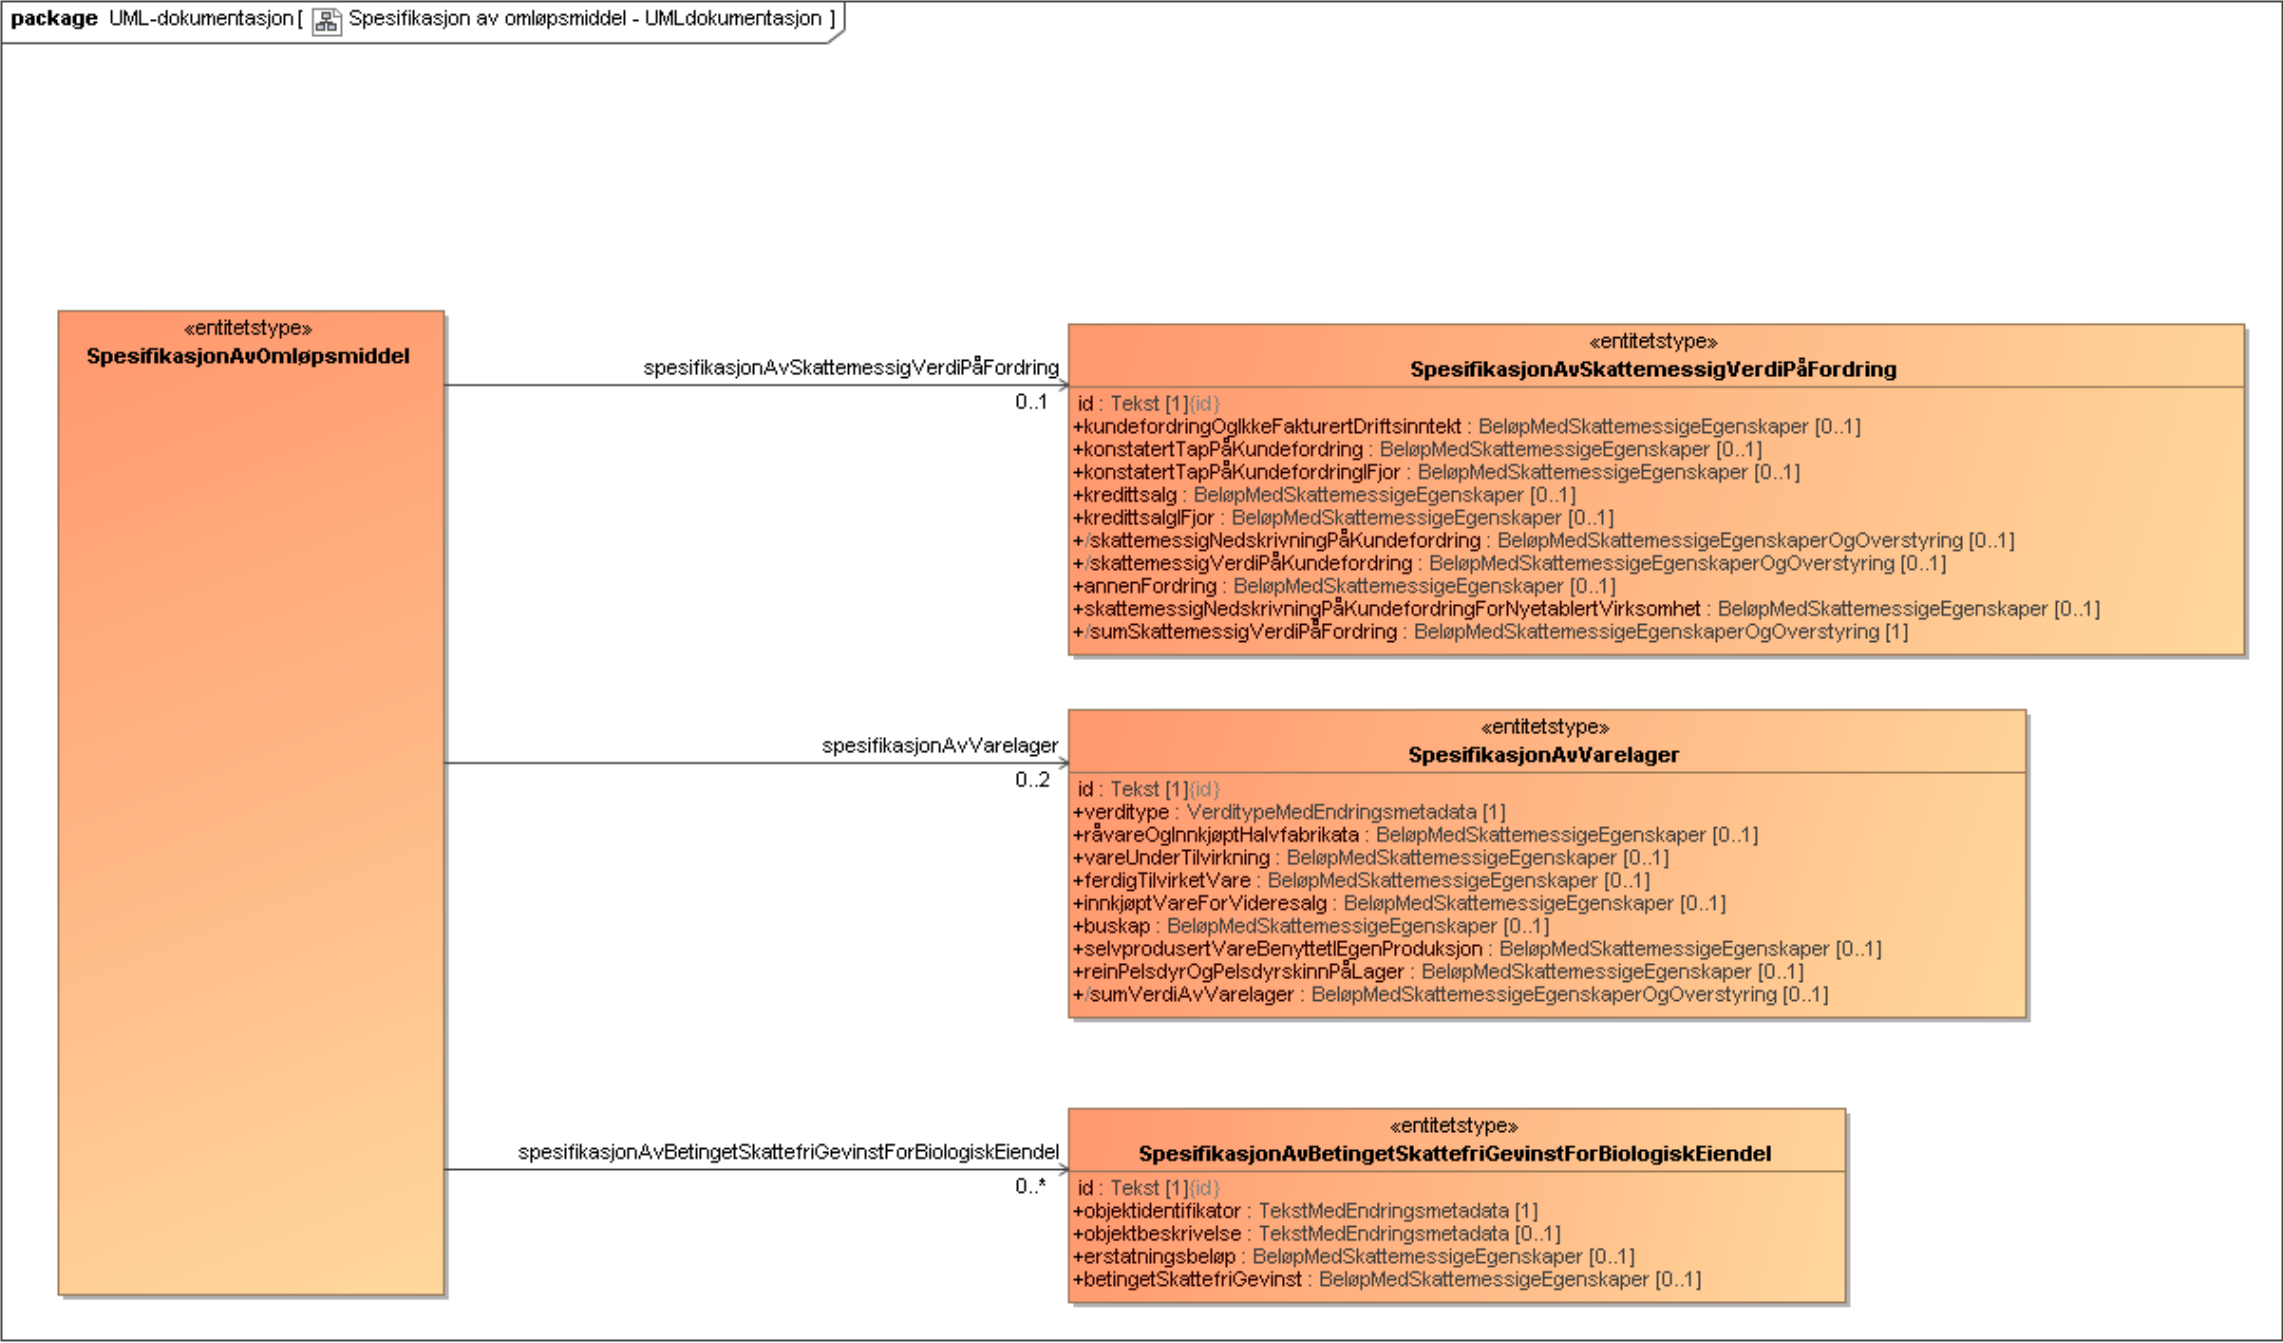 package UML-dokumentasjon [ Spesifikasjon av omløpsmiddel - UMLdokumentasjon ]
«entitetstype»
SpesifikasjonAvOmløpsmiddel
spesifikasjonAvSkattemessigVerdiPåFordring
0..1
«entitetstype»
SpesifikasjonAvSkattemessigVerdiPåFordring
id : Tekst [1]{id}
+kundefordringOgIkkeFakturertDriftsinntekt : BeløpMedSkattemessigeEgenskaper [0..1]
+konstatertTapPåKundefordring : BeløpMedSkattemessigeEgenskaper [0..1]
+konstatertTapPåKundefordringIFjor : BeløpMedSkattemessigeEgenskaper [0..1]
+kredittsalg : BeløpMedSkattemessigeEgenskaper [0..1]
+kredittsalgIFjor : BeløpMedSkattemessigeEgenskaper [0..1]
+/skattemessigNedskrivningPåKundefordring : BeløpMedSkattemessigeEgenskaperOgOverstyring [0..1]
+/skattemessigVerdiPåKundefordring : BeløpMedSkattemessigeEgenskaperOgOverstyring [0..1]
+annenFordring : BeløpMedSkattemessigeEgenskaper [0..1]
+skattemessigNedskrivningPåKundefordringForNyetablertVirksomhet : BeløpMedSkattemessigeEgenskaper [0..1]
+/sumSkattemessigVerdiPåFordring : BeløpMedSkattemessigeEgenskaperOgOverstyring [1]
spesifikasjonAvVarelager
0..2
«entitetstype»
SpesifikasjonAvVarelager
id : Tekst [1]{id}
+verditype : VerditypeMedEndringsmetadata [1]
+råvareOgInnkjøptHalvfabrikata : BeløpMedSkattemessigeEgenskaper [0..1]
+vareUnderTilvirkning : BeløpMedSkattemessigeEgenskaper [0..1]
+ferdigTilvirketVare : BeløpMedSkattemessigeEgenskaper [0..1]
+innkjøptVareForVideresalg : BeløpMedSkattemessigeEgenskaper [0..1]
+buskap : BeløpMedSkattemessigeEgenskaper [0..1]
+selvprodusertVareBenyttetIEgenProduksjon : BeløpMedSkattemessigeEgenskaper [0..1]
+reinPelsdyrOgPelsdyrskinnPåLager : BeløpMedSkattemessigeEgenskaper [0..1]
+/sumVerdiAvVarelager : BeløpMedSkattemessigeEgenskaperOgOverstyring [0..1]
spesifikasjonAvBetingetSkattefriGevinstForBiologiskEiendel
0..*
«entitetstype»
SpesifikasjonAvBetingetSkattefriGevinstForBiologiskEiendel
id : Tekst [1]{id}
+objektidentifikator : TekstMedEndringsmetadata [1]
+objektbeskrivelse : TekstMedEndringsmetadata [0..1]
+erstatningsbeløp : BeløpMedSkattemessigeEgenskaper [0..1]
+betingetSkattefriGevinst : BeløpMedSkattemessigeEgenskaper [0..1]